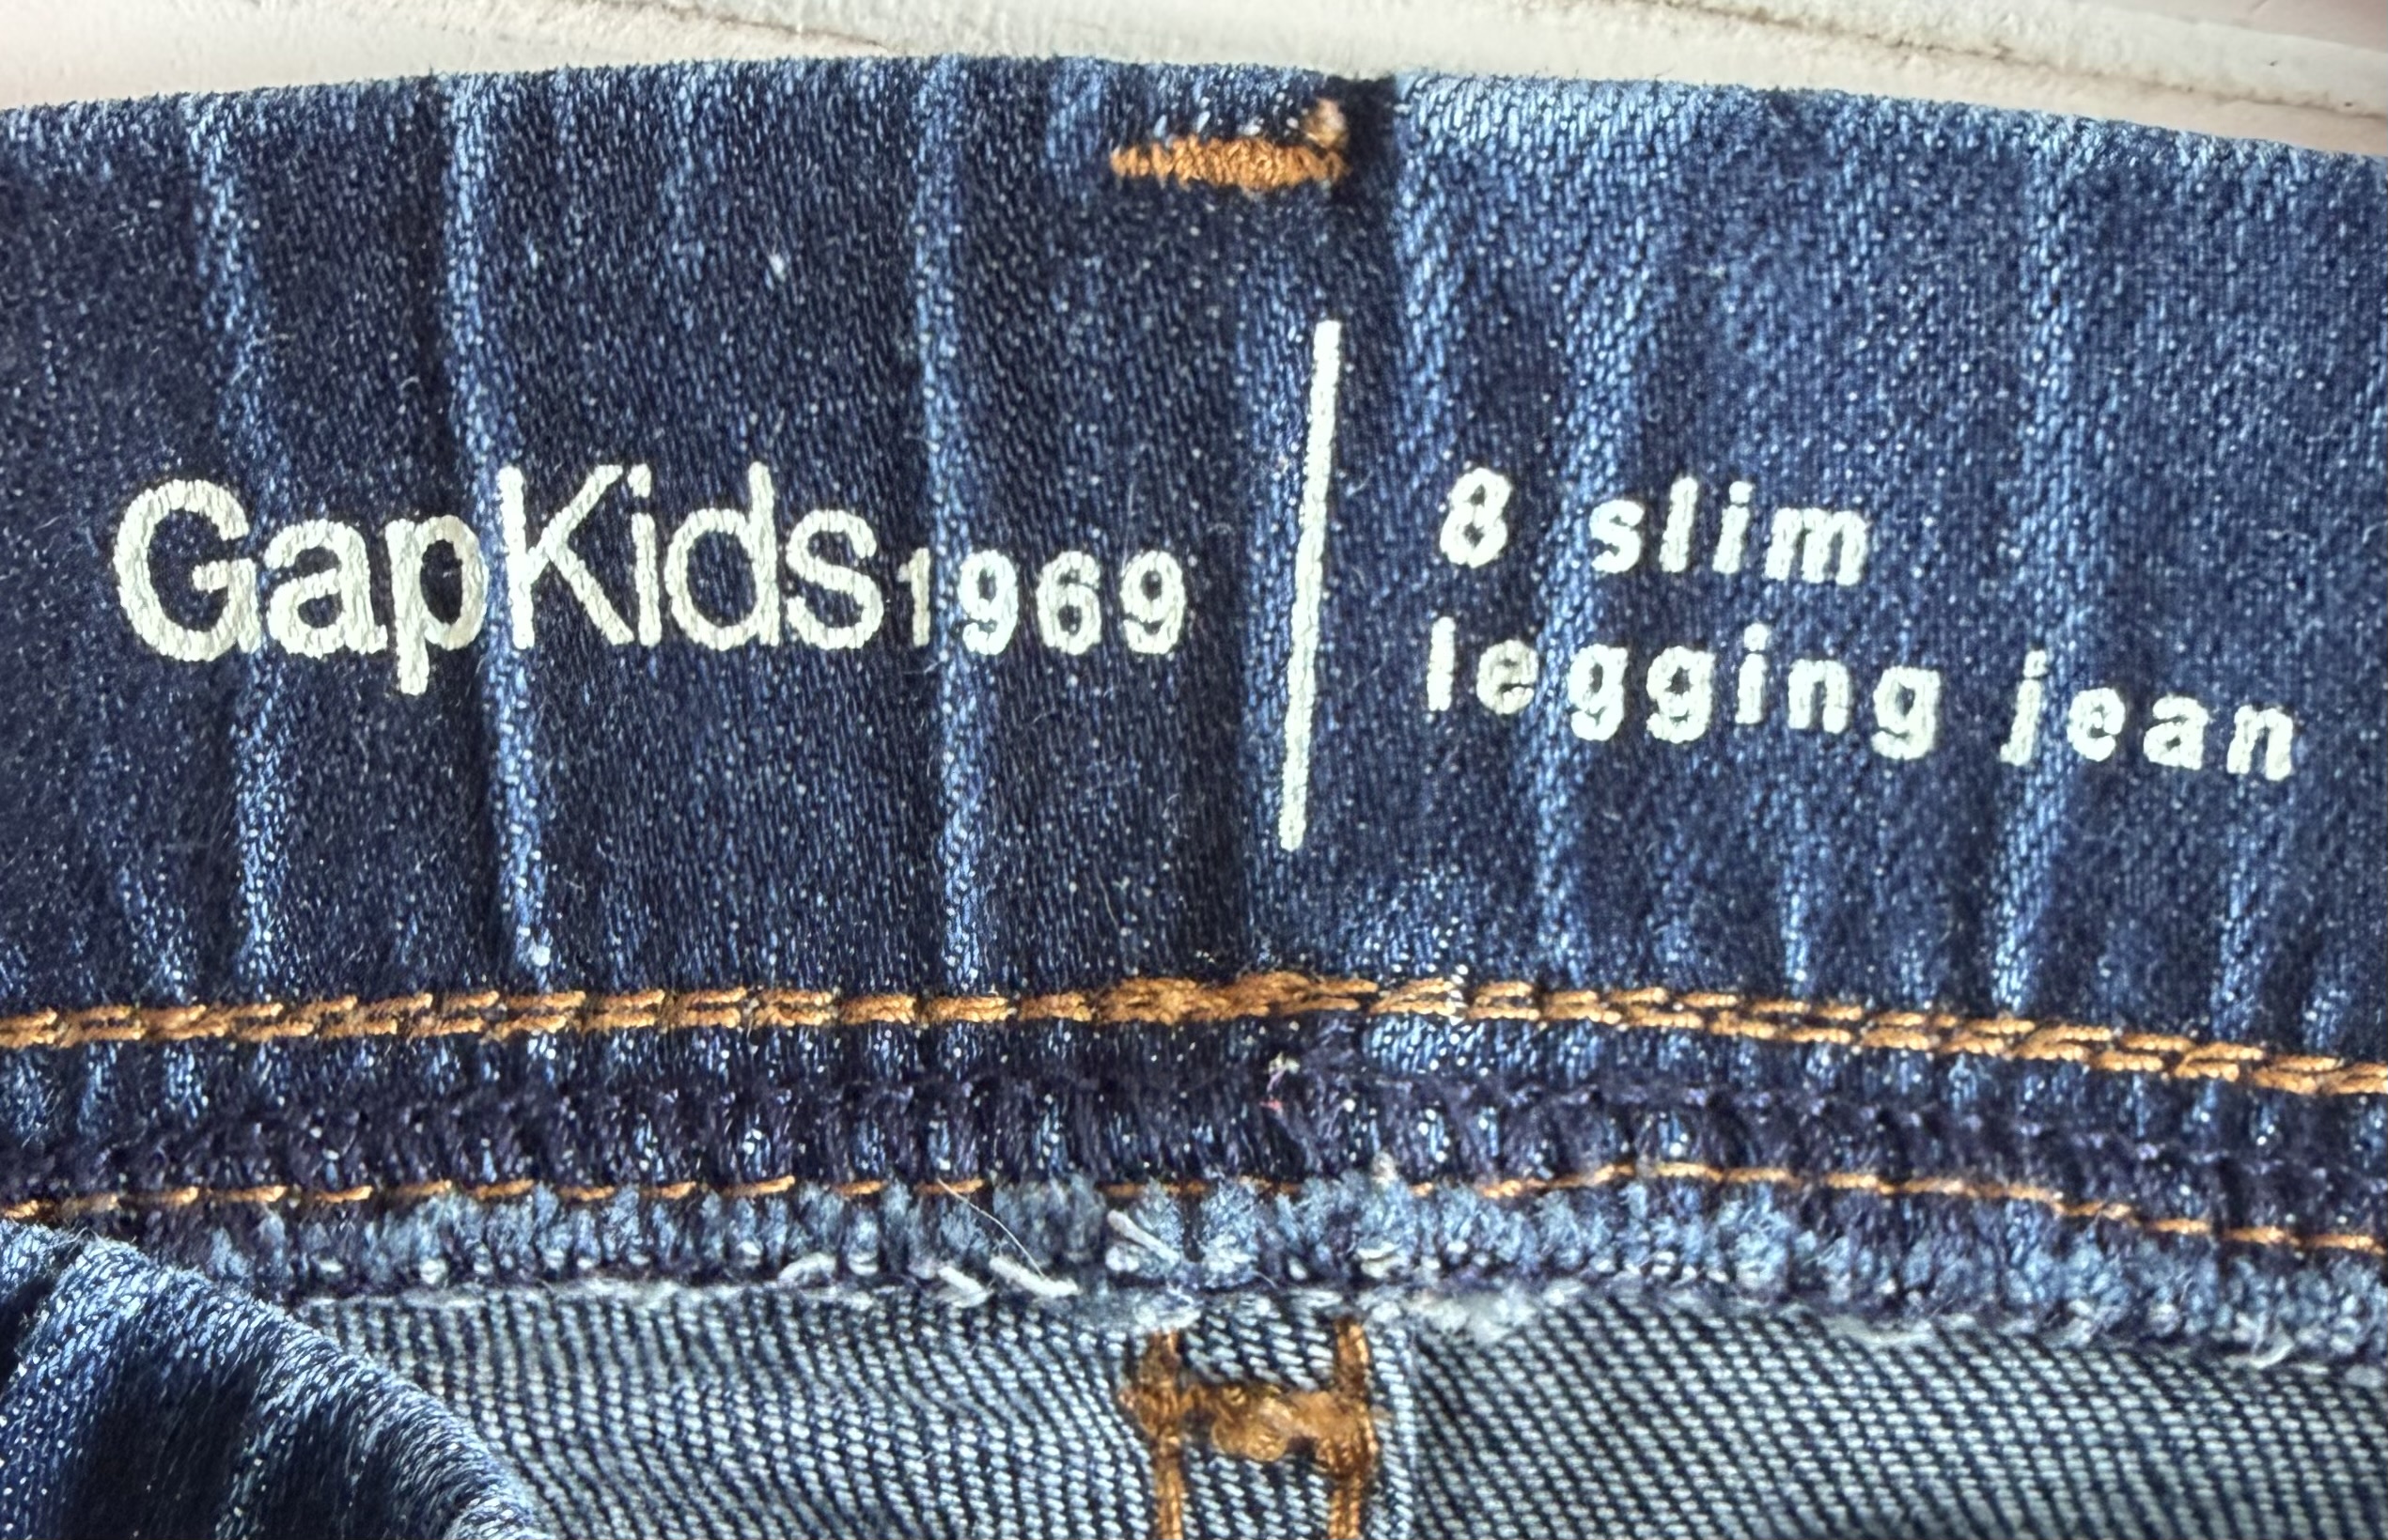 GapKids1969
8 slim
legging jean